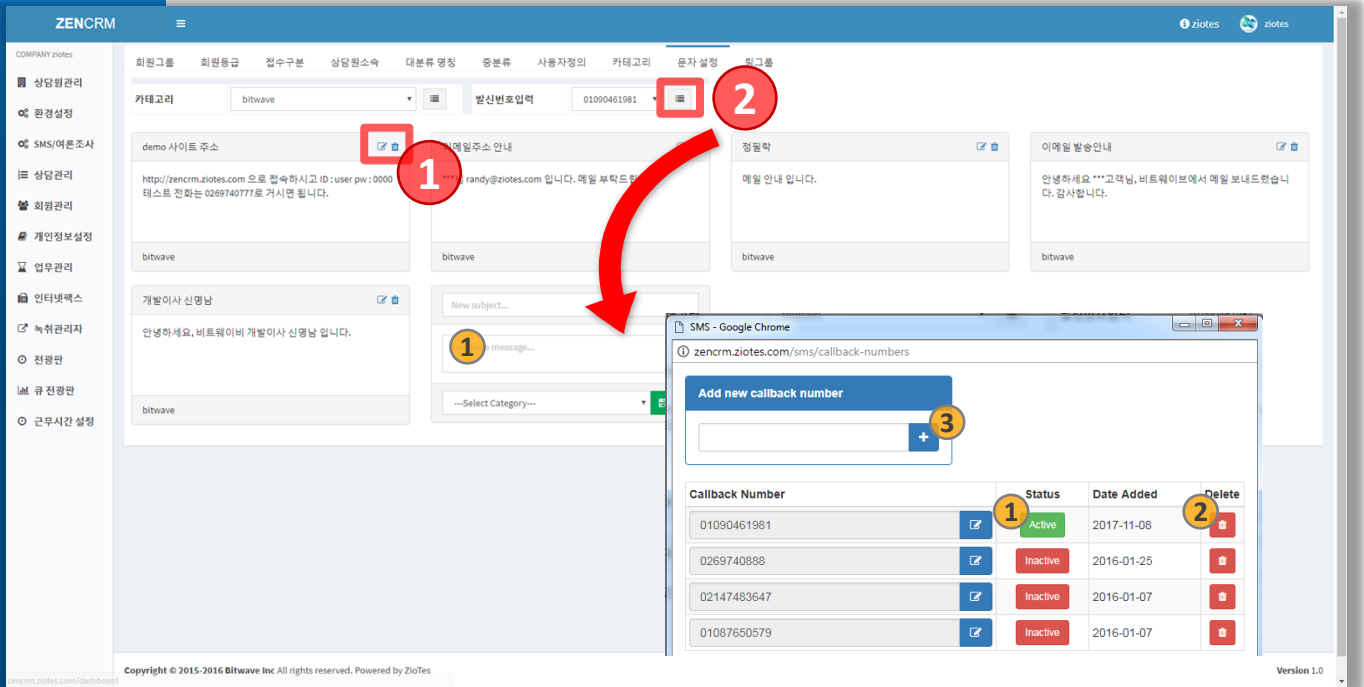 ZENCRM
ziotes
ziotes
COMPANY ziotes
상담원관리
환경설정
SMS/여론조사
상담관리
회원관리
개인정보설정
업무관리
인터넷팩스
녹취관리자
전광판
큐 전광판
근무시간 설정
회원그룹 회원등급 접수구분 상담원소속 대분류 명칭 중분류 사용자정의 카테고리 문자 설정 링그룹
카테고리 bitwave 발신번호입력 01090461981
2
demo 사이트 주소
1
http://zencrm.ziotes.com 으로 접속하시고 ID : user pw : 0000
테스트 전화는 0269740777로 거시면 됩니다.
bitwave
이메일주소 안내
randy@ziotes.com 입니다. 메일 부탁드
bitwave
정필락
메일 안내 입니다.
bitwave
이메일 발송안내
안녕하세요 ***고객님, 비트웨이브에서 메일 보내드렸습니
다. 감사합니다.
bitwave
개발이사 신명남
안녕하세요, 비트웨이비 개발이사 신명남 입니다.
bitwave
New subject...
1
message...
---Select Category---
SMS - Google Chrome
zencrm.ziotes.com/sms/callback-numbers
Add new callback number
3
Callback Number Status Date Added Delete
1
2
01090461981 Active 2017-11-08
0269740888 Inactive 2016-01-25
02147483647 Inactive 2016-01-07
01087650579 Inactive 2016-01-07
Copyright © 2015-2016 Bitwave Inc All rights reserved. Powered by ZioTes
Version 1.0
zencrm.ziotes.com/dashboard